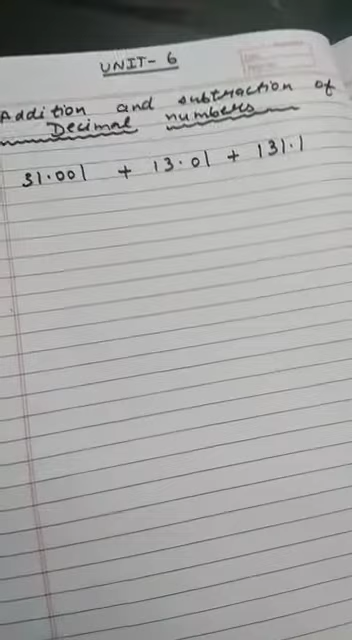 UNIT- 6
Addition and subtraction of
Decimal numbers
31.001 + 13.01 + 131.1